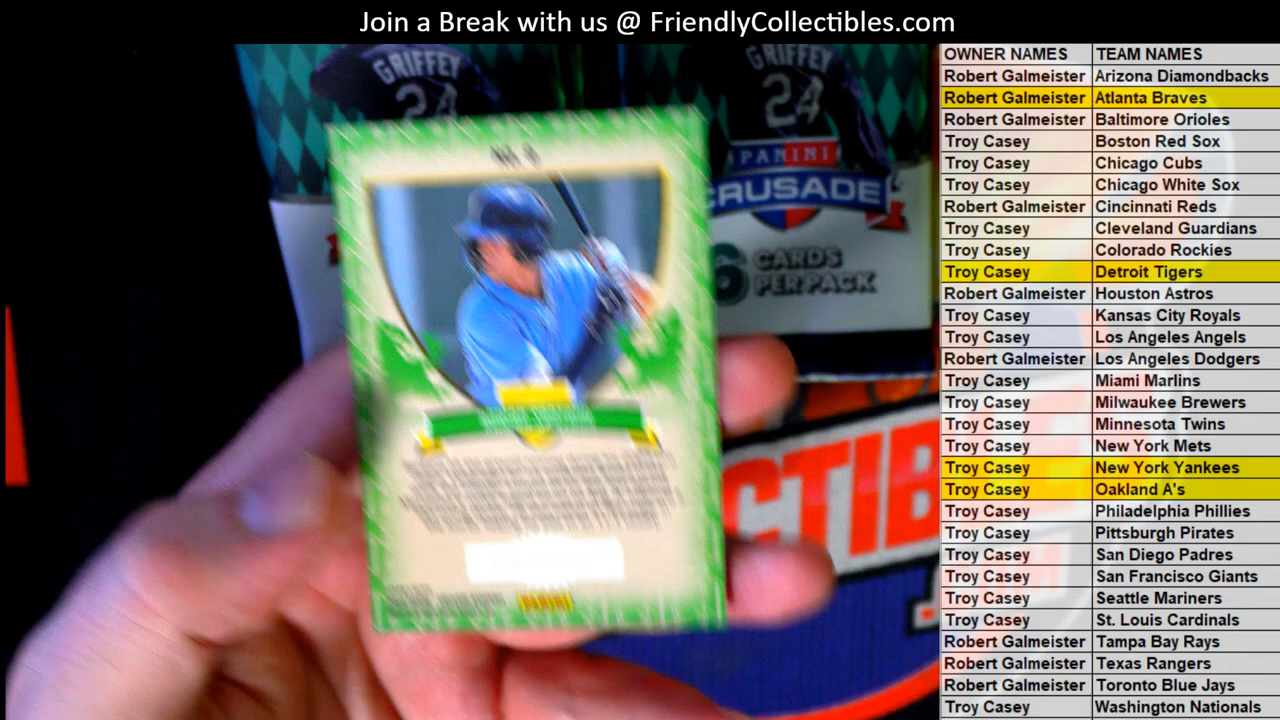 Join a Break with us @ FriendlyCollectibles.com
GRIFFEY
24
GRIFFEY
24
PANINI
CRUSADE
6 CARDS
PER PACK
PANINI
CTIB
OWNER NAMES TEAM NAMES
Robert Galmeister Arizona Diamondbacks
Robert Galmeister Atlanta Braves
Robert Galmeister Baltimore Orioles
Troy Casey Boston Red Sox
Troy Casey Chicago Cubs
Troy Casey Chicago White Sox
Robert Galmeister Cincinnati Reds
Troy Casey Cleveland Guardians
Troy Casey Colorado Rockies
Troy Casey Detroit Tigers
Robert Galmeister Houston Astros
Troy Casey Kansas City Royals
Troy Casey Los Angeles Angels
Robert Galmeister Los Angeles Dodgers
Troy Casey Miami Marlins
Troy Casey Milwaukee Brewers
Troy Casey Minnesota Twins
Troy Casey New York Mets
Troy Casey New York Yankees
Troy Casey Oakland A's
Troy Casey Philadelphia Phillies
Troy Casey Pittsburgh Pirates
Troy Casey San Diego Padres
Troy Casey San Francisco Giants
Troy Casey Seattle Mariners
Troy Casey St. Louis Cardinals
Robert Galmeister Tampa Bay Rays
Robert Galmeister Texas Rangers
Robert Galmeister Toronto Blue Jays
Troy Casey Washington Nationals